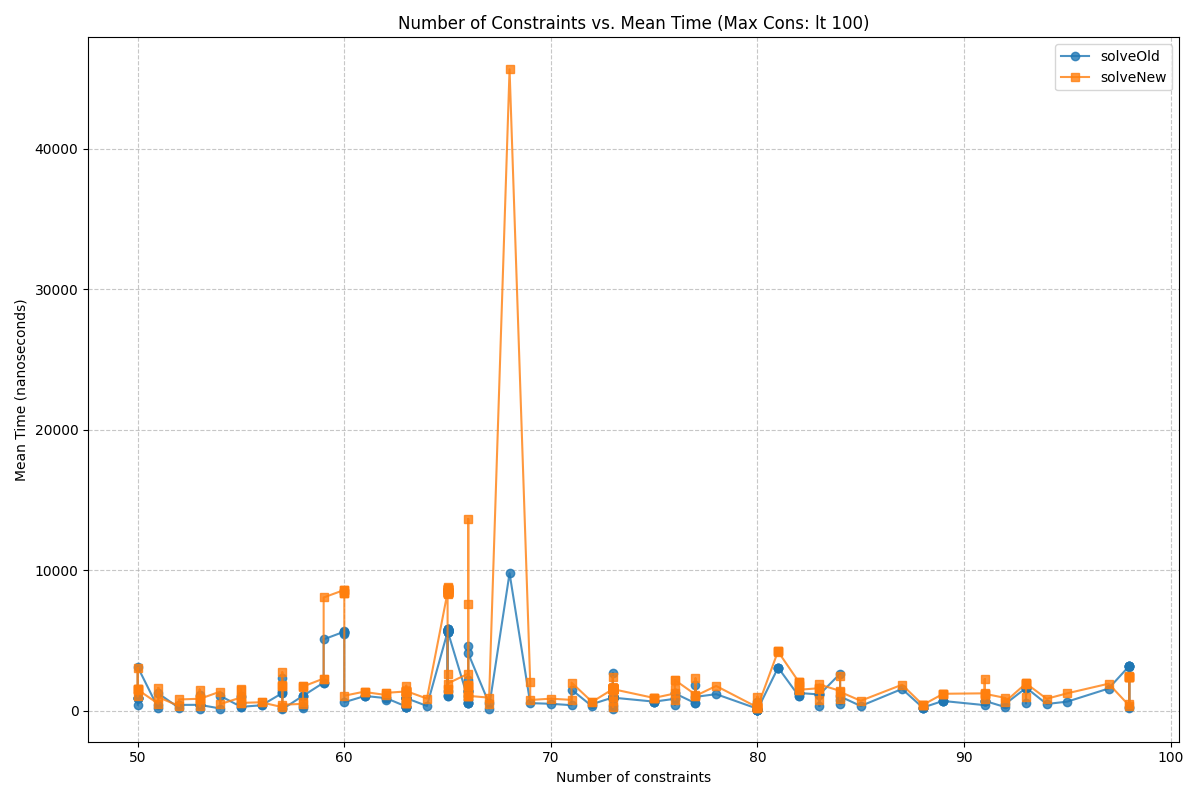 Number of Constraints vs. Mean Time (Max Cons: lt 100)
solveOld
solveNew
Mean Time (nanoseconds)
40000
30000
20000
10000
0
50 60 70 80 90 100
Number of constraints